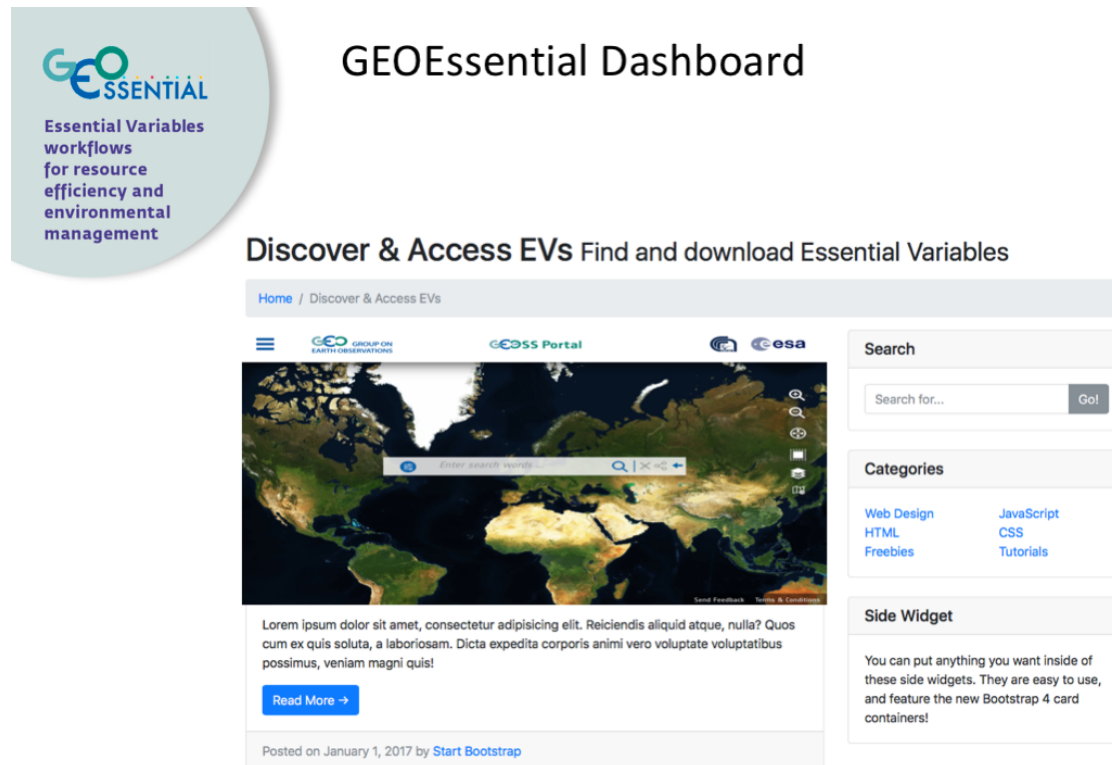 GEOEssential Dashboard
GEO
ESSENTIAL
Essential Variables
workflows
for resource
efficiency and
environmental
management
Discover & Access EVs Find and download Essential Variables
Home / Discover & Access EVs
GEO GROUP ON
EARTH OBSERVATIONS
GEOSS Portal
esa
Enter search words...
Send Feedback Terms & Conditions
Lorem ipsum dolor sit amet, consectetur adipisicing elit. Reiciendis aliquid atque, nulla? Quos
cum ex quis soluta, a laboriosam. Dicta expedita corporis animi vero voluptate voluptatibus
possimus, veniam magni quis!
Read More →
Posted on January 1, 2017 by Start Bootstrap
Search
Search for... Go!
Categories
Web Design JavaScript
HTML CSS
Freebies Tutorials
Side Widget
You can put anything you want inside of
these side widgets. They are easy to use,
and feature the new Bootstrap 4 card
containers!